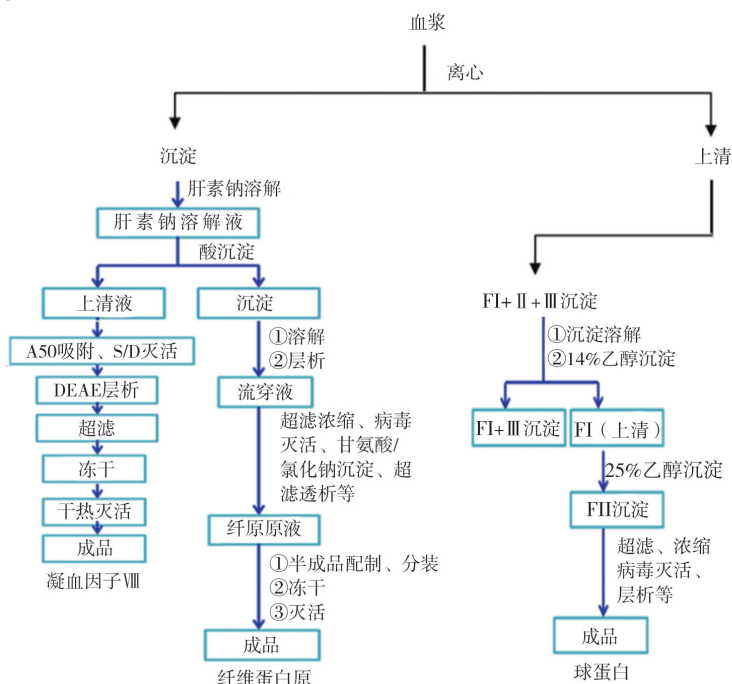 血浆
离心
沉淀
上清
肝素钠溶解
肝素钠溶解液
酸沉淀
上清液
沉淀
A50吸附、S/D灭活
DEAE层析
超滤
冻干
干热灭活
成品
凝血因子Ⅷ
①溶解
②层析
流穿液
超滤浓缩、病毒
灭活、甘氨酸/
氯化钠沉淀、超
滤透析等
纤原原液
①半成品配制、分装
②冻干
③灭活
成品
纤维蛋白原
FI+Ⅱ+Ⅲ沉淀
①沉淀溶解
②14%乙醇沉淀
FI+Ⅲ沉淀
FI（上清）
25%乙醇沉淀
FII沉淀
超滤、浓缩
病毒灭活、
层析等
成品
球蛋白